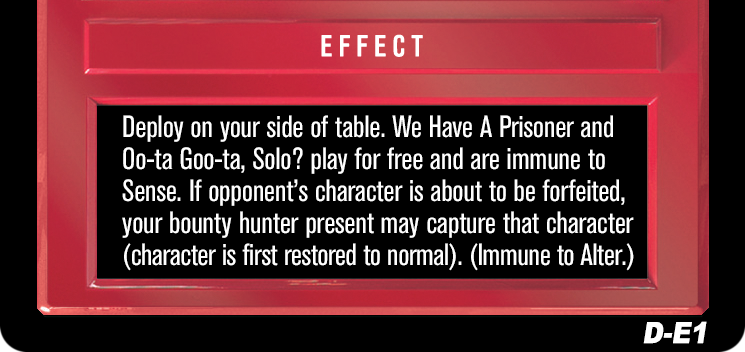 EFFECT
Deploy on your side of table. We Have A Prisoner and
Oo-ta Goo-ta, Solo? play for free and are immune to
Sense. If opponent’s character is about to be forfeited,
your bounty hunter present may capture that character
(character is first restored to normal). (Immune to Alter.)
D-E1